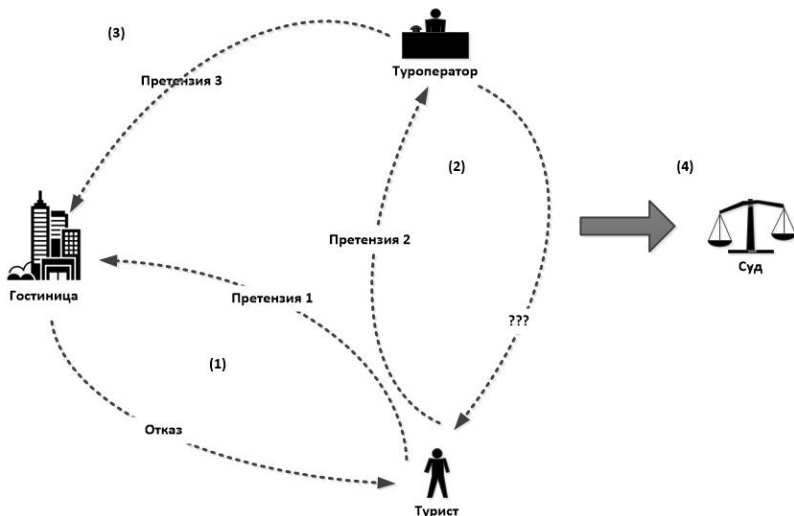 (3)
Туроператор
Претензия 3
(2)
(4)
Претензия 2
Суд
Гостиница
Претензия 1
???
(1)
Отказ
Турист